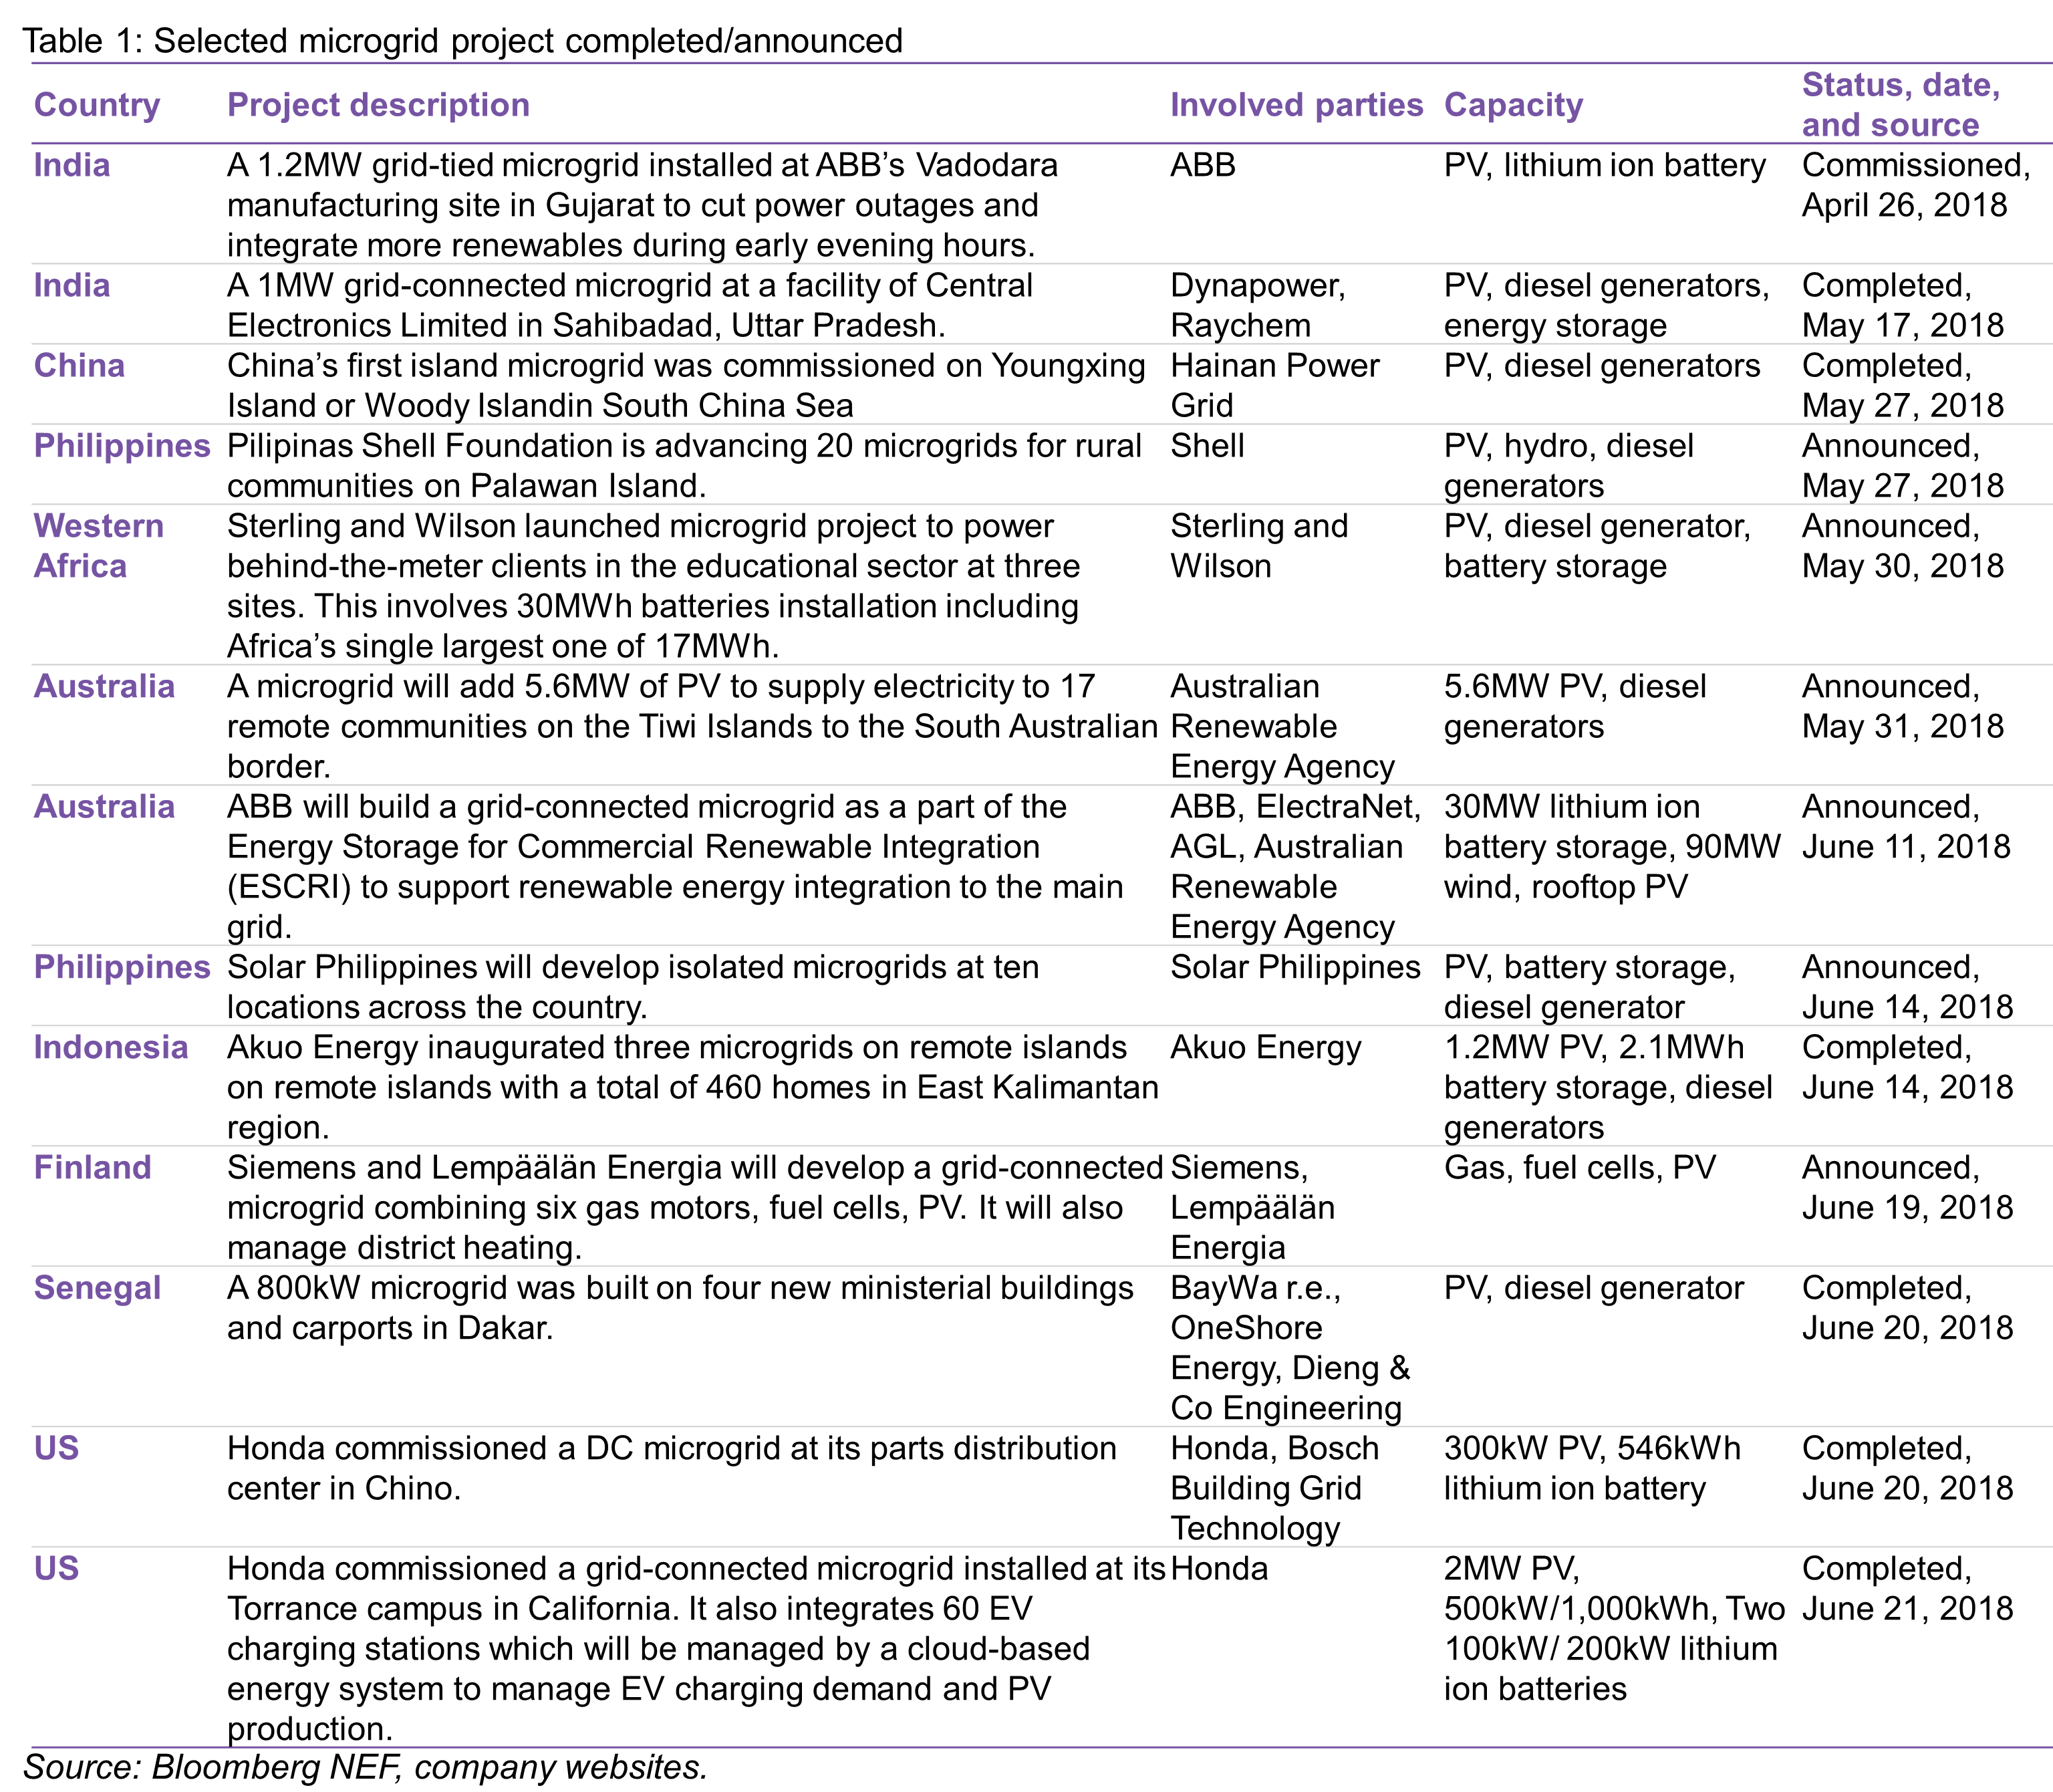 Table 1: Selected microgrid project completed/announced
Country Project description Involved parties Capacity Status, date, and source
India
A 1.2MW grid-tied microgrid installed at ABB’s Vadodara
manufacturing site in Gujarat to cut power outages and
integrate more renewables during early evening hours.
ABB
PV, lithium ion battery
Commissioned,
April 26, 2018
India
A 1MW grid-connected microgrid at a facility of Central
Electronics Limited in Sahibadad, Uttar Pradesh.
Dynapower,
Raychem
PV, diesel generators,
energy storage
Completed,
May 17, 2018
China
China’s first island microgrid was commissioned on Youngxing
Island or Woody Islandin South China Sea
Hainan Power
Grid
PV, diesel generators
Completed,
May 27, 2018
Philippines
Pilipinas Shell Foundation is advancing 20 microgrids for rural
communities on Palawan Island.
Shell
PV, hydro, diesel
generators
Announced,
May 27, 2018
Western
Africa
Sterling and Wilson launched microgrid project to power
behind-the-meter clients in the educational sector at three
sites. This involves 30MWh batteries installation including
Africa’s single largest one of 17MWh.
Sterling and
Wilson
PV, diesel generator,
battery storage
Announced,
May 30, 2018
Australia
A microgrid will add 5.6MW of PV to supply electricity to 17
remote communities on the Tiwi Islands to the South Australian
border.
Australian
Renewable
Energy Agency
5.6MW PV, diesel
generators
Announced,
May 31, 2018
Australia
ABB will build a grid-connected microgrid as a part of the
Energy Storage for Commercial Renewable Integration
(ESCRI) to support renewable energy integration to the main
grid.
ABB, ElectraNet,
AGL, Australian
Renewable
Energy Agency
30MW lithium ion
battery storage, 90MW
wind, rooftop PV
Announced,
June 11, 2018
Philippines
Solar Philippines will develop isolated microgrids at ten
locations across the country.
Solar Philippines
PV, battery storage,
diesel generator
Announced,
June 14, 2018
Indonesia
Akuo Energy inaugurated three microgrids on remote islands
on remote islands with a total of 460 homes in East Kalimantan
region.
Akuo Energy
1.2MW PV, 2.1MWh
battery storage, diesel
generators
Completed,
June 14, 2018
Finland
Siemens and Lempäälän Energia will develop a grid-connected
microgrid combining six gas motors, fuel cells, PV. It will also
manage district heating.
Siemens,
Lempäälän
Energia
Gas, fuel cells, PV
Announced,
June 19, 2018
Senegal
A 800kW microgrid was built on four new ministerial buildings
and carports in Dakar.
BayWa r.e.,
OneShore
Energy, Dieng &
Co Engineering
PV, diesel generator
Completed,
June 20, 2018
US
Honda commissioned a DC microgrid at its parts distribution
center in Chino.
Honda, Bosch
Building Grid
Technology
300kW PV, 546kWh
lithium ion battery
Completed,
June 20, 2018
US
Honda commissioned a grid-connected microgrid installed at its
Torrance campus in California. It also integrates 60 EV
charging stations which will be managed by a cloud-based
energy system to manage EV charging demand and PV
production.
Honda
2MW PV,
500kW/1,000kWh, Two
100kW/ 200kW lithium
ion batteries
Completed,
June 21, 2018
Source: Bloomberg NEF, company websites.